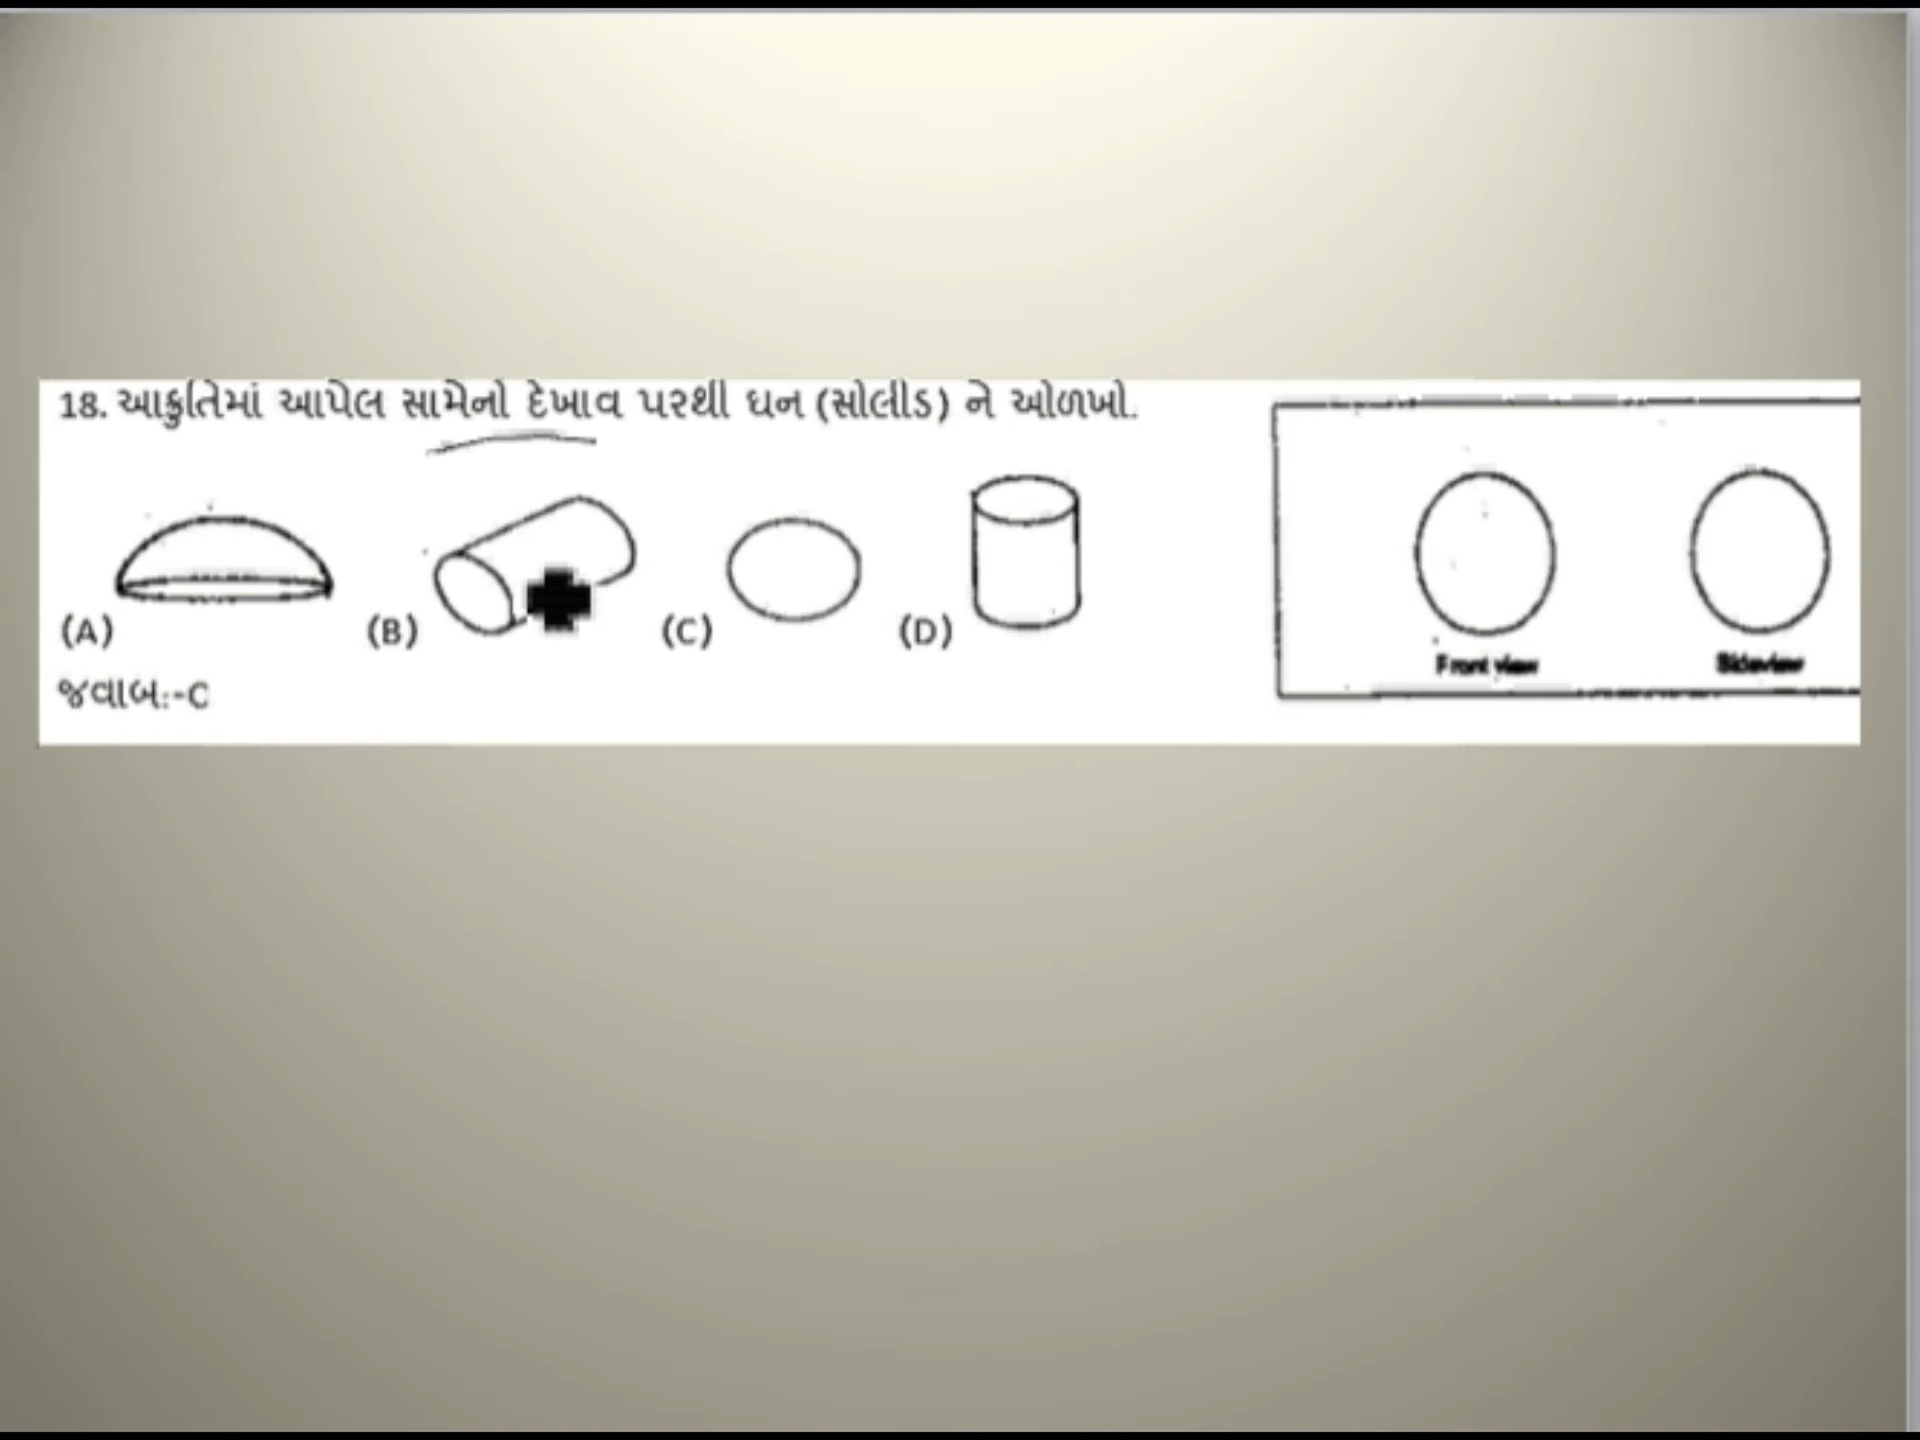 18. આકૃતિમાં આપેલ સામેનો દેખાવ પરથી ઘન (સોલીડ) ને ઓળખો.
(A) (B) (C) (D)
Front view Sideview
જવાબ:-C